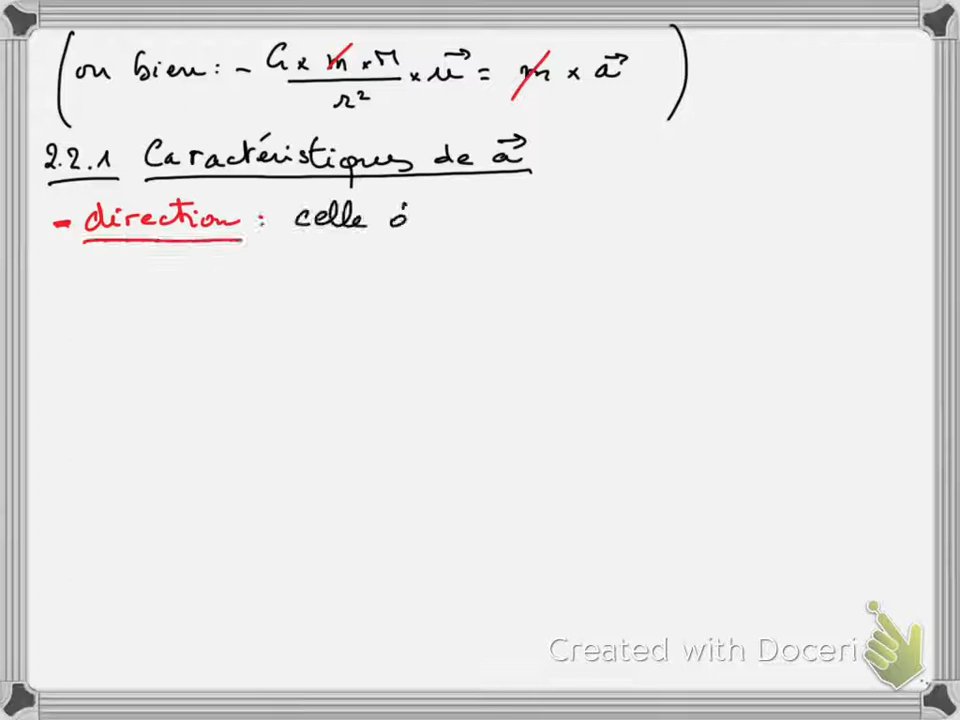 (ou bien : - G × m × M / r² × u⃗ = m × a⃗ )
2.2.1 Caractéristiques de a⃗
- direction : celle
Created with Doceri